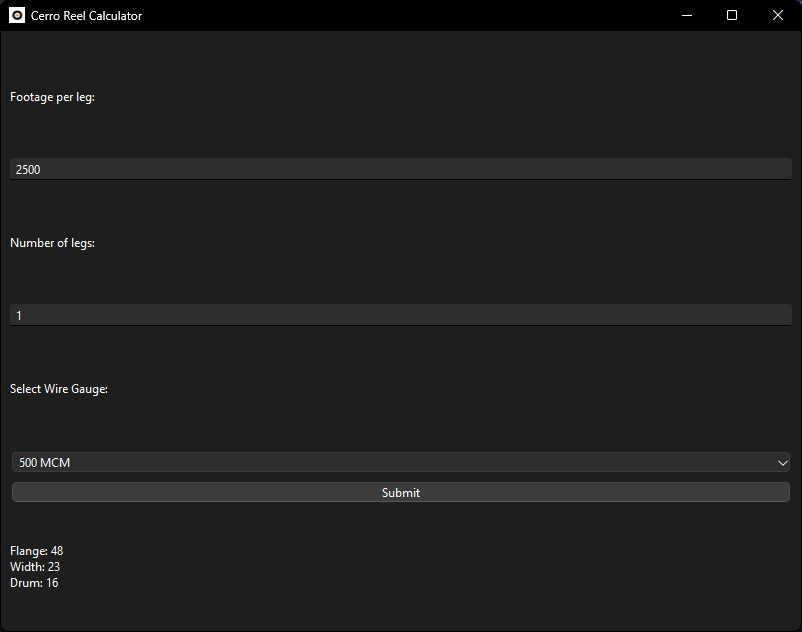 Cerro Reel Calculator
Footage per leg:
2500
Number of legs:
1
Select Wire Gauge:
500 MCM
Submit
Flange: 48
Width: 23
Drum: 16